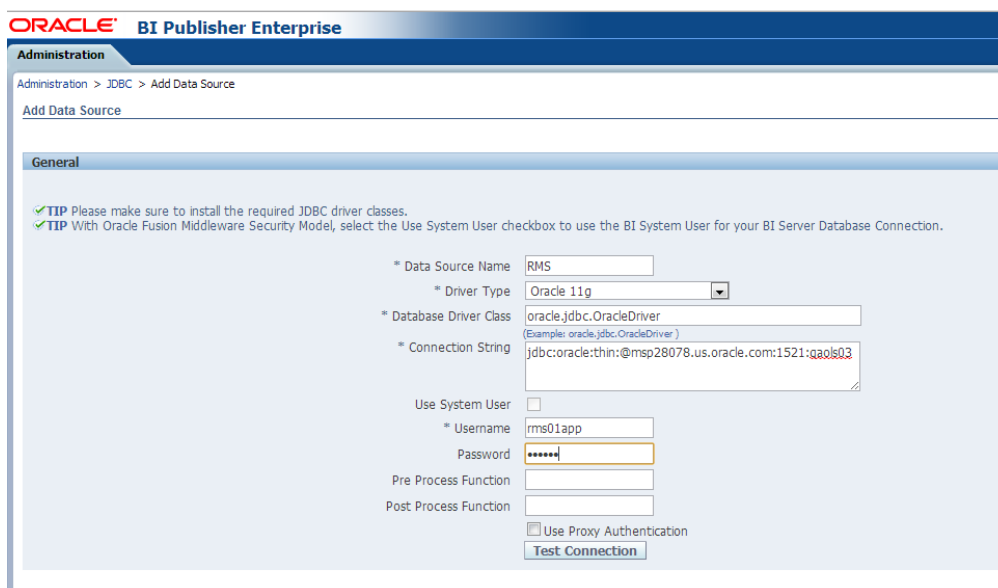 ORACLE BI Publisher Enterprise
Administration
Administration > JDBC > Add Data Source
Add Data Source
General
TIP Please make sure to install the required JDBC driver classes.
TIP With Oracle Fusion Middleware Security Model, select the Use System User checkbox to use the BI System User for your BI Server Database Connection.
* Data Source Name RMS
* Driver Type Oracle 11g
* Database Driver Class oracle.jdbc.OracleDriver
(Example: oracle.jdbc.OracleDriver )
* Connection String jdbc:oracle:thin:@msp28078.us.oracle.com:1521:gaols03
Use System User
* Username rms01app
Password ••••••
Pre Process Function
Post Process Function
Use Proxy Authentication
Test Connection